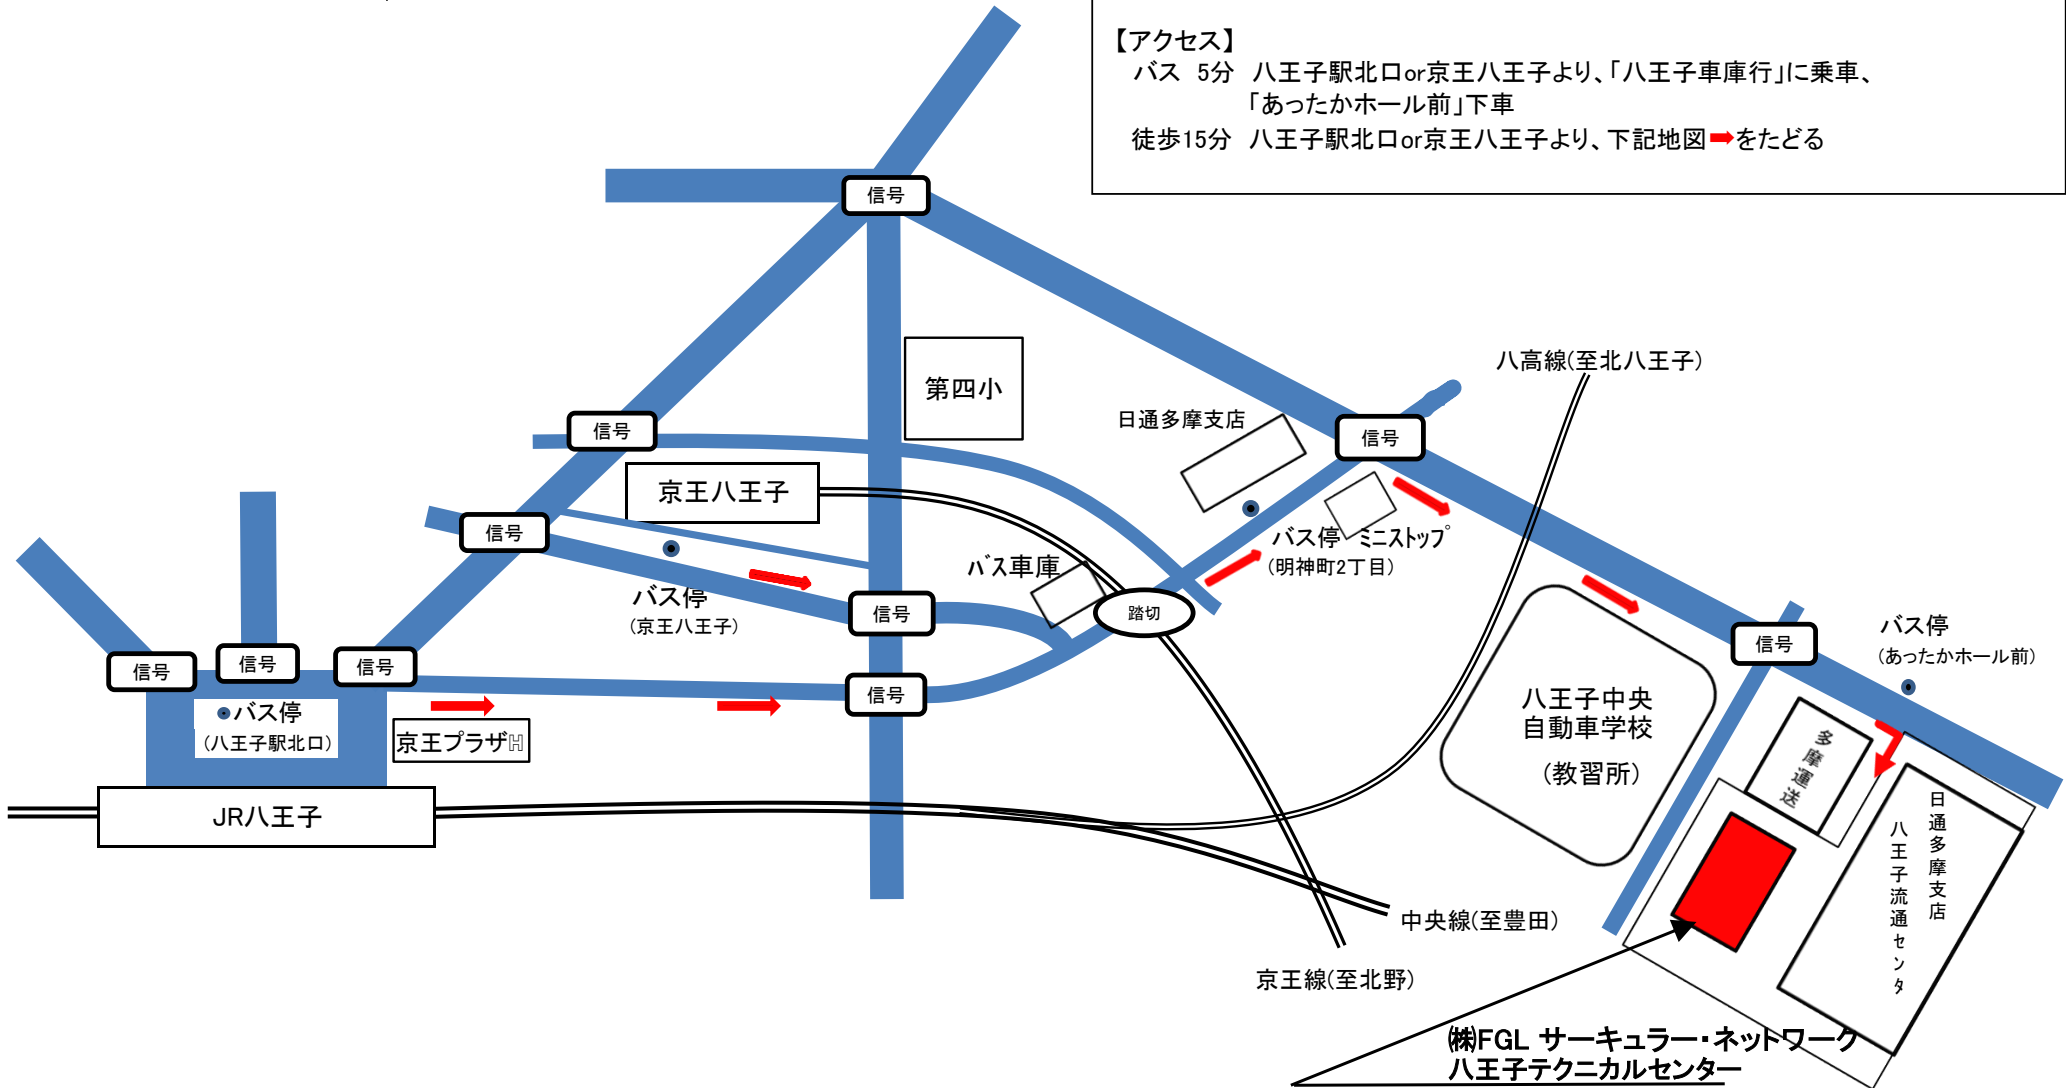 【アクセス】
バス 5分 八王子駅北口or京王八王子より、「八王子車庫行」に乗車、
「あったかホール前」下車
徒歩15分 八王子駅北口or京王八王子より、下記地図➡をたどる
信号
第四小
八高線(至北八王子)
日通多摩支店
信号
信号
京王八王子
信号
バス停 ミニストップ
(明神町2丁目)
バス車庫
バス停
(京王八王子)
信号
踏切
信号
バス停
(あったかホール前)
信号
信号
信号
信号
バス停
(八王子駅北口)
京王プラザH
八王子中央
自動車学校
(教習所)
多摩運送
JR八王子
日通多摩支店
八王子流通センタ
中央線(至豊田)
京王線(至北野)
㈱FGL サーキュラー・ネットワーク
八王子テクニカルセンター